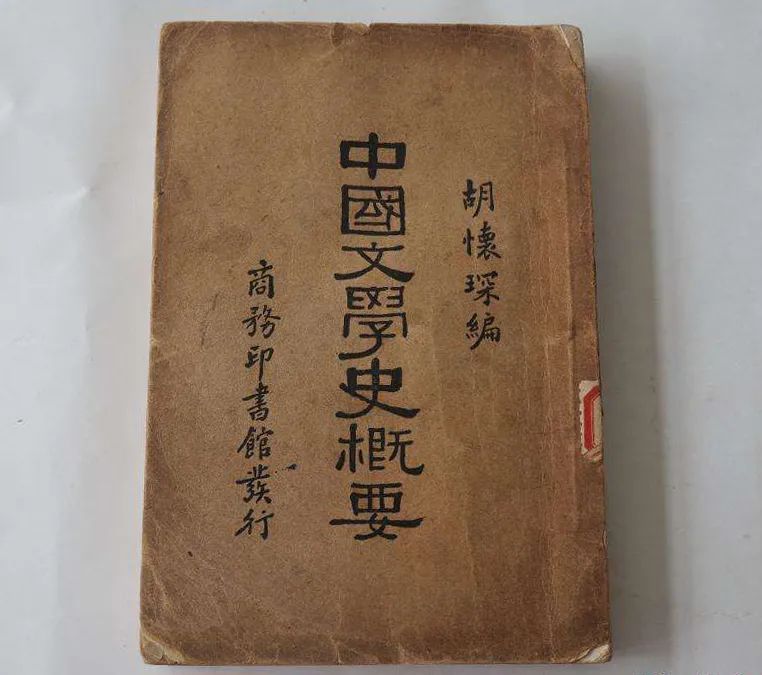 胡懷琛編
中國文學史概要
商務印書館發行